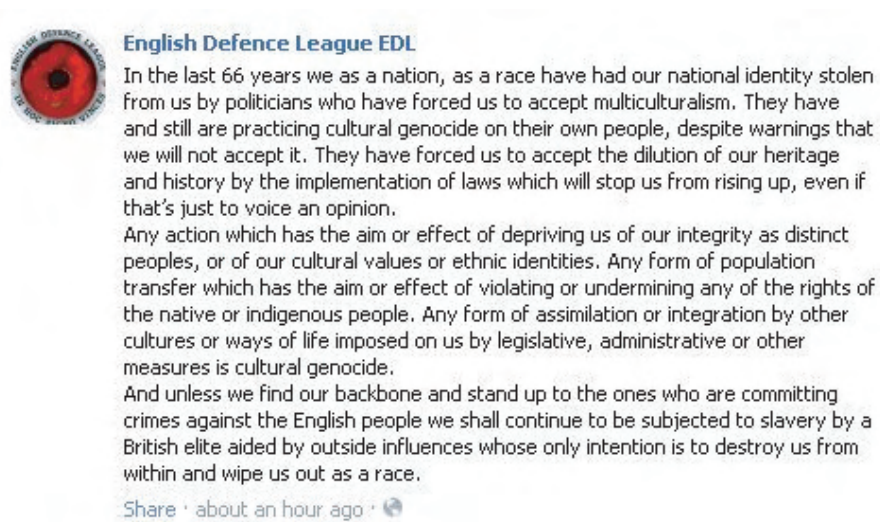 English Defence League EDL
In the last 66 years we as a nation, as a race have had our national identity stolen
from us by politicians who have forced us to accept multiculturalism. They have
and still are practicing cultural genocide on their own people, despite warnings that
we will not accept it. They have forced us to accept the dilution of our heritage
and history by the implementation of laws which will stop us from rising up, even if
that's just to voice an opinion.
Any action which has the aim or effect of depriving us of our integrity as distinct
peoples, or of our cultural values or ethnic identities. Any form of population
transfer which has the aim or effect of violating or undermining any of the rights of
the native or indigenous people. Any form of assimilation or integration by other
cultures or ways of life imposed on us by legislative, administrative or other
measures is cultural genocide.
And unless we find our backbone and stand up to the ones who are committing
crimes against the English people we shall continue to be subjected to slavery by a
British elite aided by outside influences whose only intention is to destroy us from
within and wipe us out as a race.
Share · about an hour ago ·
ENGLISH DEFENCE LEAGUE